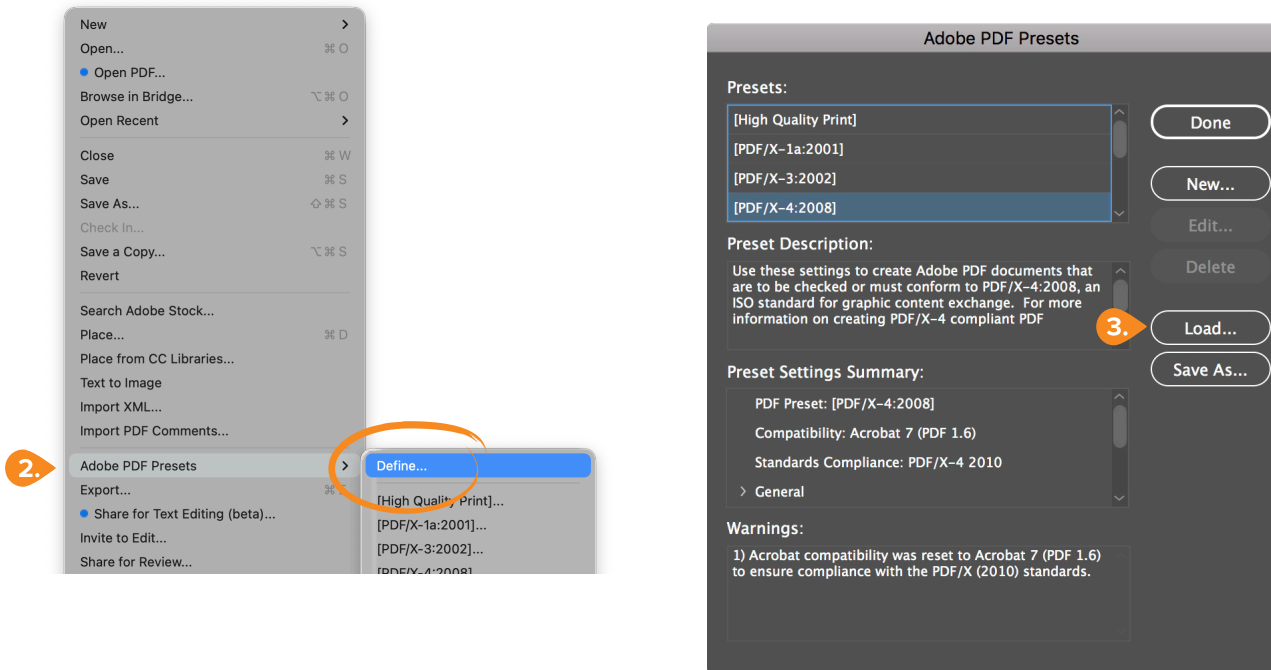 New
Open... ⌘ O
Open PDF...
Browse in Bridge... ⌥⌘ O
Open Recent
Close ⌘ W
Save ⌘ S
Save As... ⇧⌘ S
Check In...
Save a Copy... ⌥⌘ S
Revert
Search Adobe Stock...
Place... ⌘ D
Place from CC Libraries...
Text to Image
Import XML...
Import PDF Comments...
2.
Adobe PDF Presets
Export... ⌘
Share for Text Editing (beta)...
Invite to Edit...
Share for Review...
Define...
[High Quality Print]...
[PDF/X-1a:2001]...
[PDF/X-3:2002]...
[PDF/X-4:2008]
Adobe PDF Presets
Presets:
[High Quality Print]
[PDF/X-1a:2001]
[PDF/X-3:2002]
[PDF/X-4:2008]
Done
New...
Edit...
Delete
3.
Load...
Save As...
Preset Description:
Use these settings to create Adobe PDF documents that
are to be checked or must conform to PDF/X-4:2008, an
ISO standard for graphic content exchange.  For more
information on creating PDF/X-4 compliant PDF
Preset Settings Summary:
PDF Preset: [PDF/X-4:2008]
Compatibility: Acrobat 7 (PDF 1.6)
Standards Compliance: PDF/X-4 2010
General
Warnings:
1) Acrobat compatibility was reset to Acrobat 7 (PDF 1.6)
to ensure compliance with the PDF/X (2010) standards.